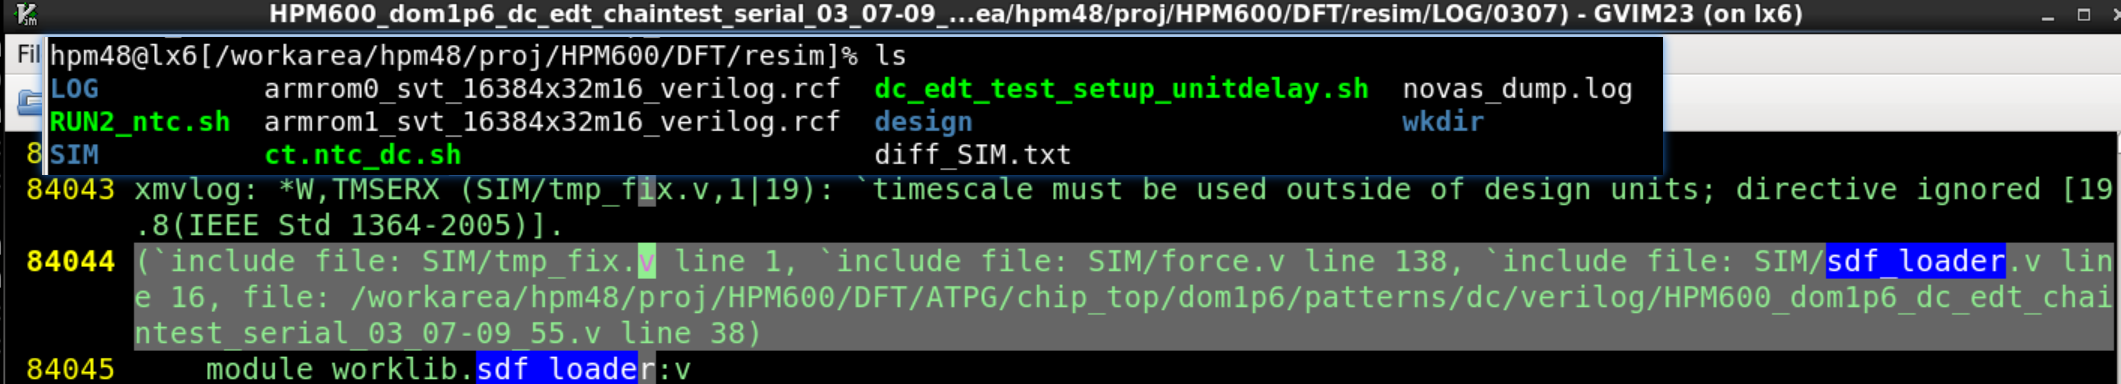 HPM600_dom1p6_dc_edt_chaintest_serial_03_07-09_...ea/hpm48/proj/HPM600/DFT/resim/LOG/0307) - GVIM23 (on lx6)
Fil
hpm48@lx6[/workarea/hpm48/proj/HPM600/DFT/resim]% ls
LOG armrom0_svt_16384x32m16_verilog.rcf dc_edt_test_setup_unitdelay.sh novas_dump.log
RUN2_ntc.sh armrom1_svt_16384x32m16_verilog.rcf design wkdir
8 SIM ct.ntc_dc.sh diff_SIM.txt
84043 xmvlog: *W,TMSERX (SIM/tmp_fix.v,1|19): `timescale must be used outside of design units; directive ignored [19
.8(IEEE Std 1364-2005)].
84044 (`include file: SIM/tmp_fix.v line 1, `include file: SIM/force.v line 138, `include file: SIM/sdf_loader.v lin
e 16, file: /workarea/hpm48/proj/HPM600/DFT/ATPG/chip_top/dom1p6/patterns/dc/verilog/HPM600_dom1p6_dc_edt_chai
ntest_serial_03_07-09_55.v line 38)
84045 module worklib.sdf_loader:v